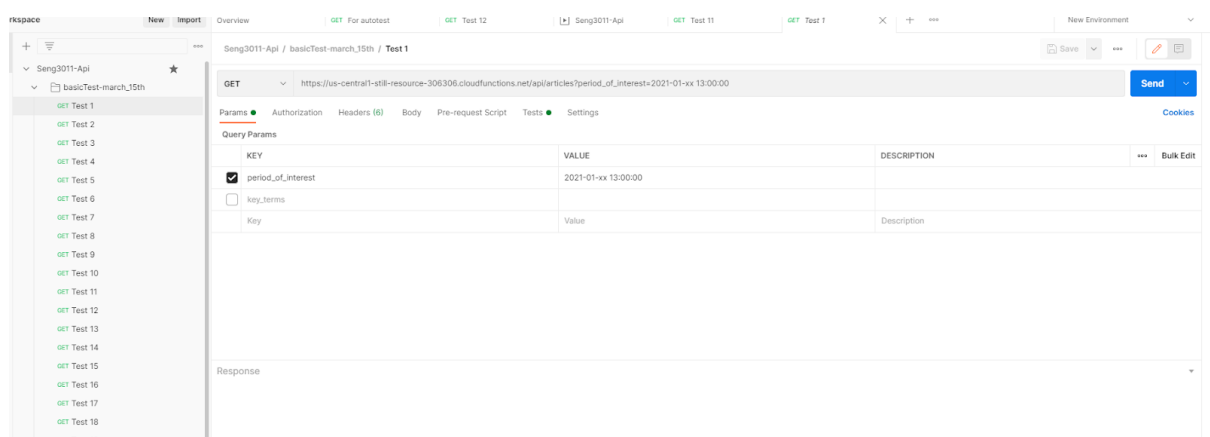 rkspace New Import Overview GET For autotest GET Test 12 Seng3011-Api GET Test 11 GET Test 1 New Environment
Seng3011-Api / basicTest-march_15th / Test 1 Save
Seng3011-Api
basicTest-march_15th
GET https://us-central1-still-resource-306306.cloudfunctions.net/api/articles?period_of_interest=2021-01-xx 13:00:00 Send
GET Test 1
Params Authorization Headers (6) Body Pre-request Script Tests Settings Cookies
GET Test 2
Query Params
GET Test 3
KEY VALUE DESCRIPTION Bulk Edit
GET Test 4
period_of_interest 2021-01-xx 13:00:00
GET Test 5
key_terms
GET Test 6
Key Value Description
GET Test 7
GET Test 8
GET Test 9
GET Test 10
GET Test 11
GET Test 12
GET Test 13
GET Test 14
GET Test 15
Response
GET Test 16
GET Test 17
GET Test 18